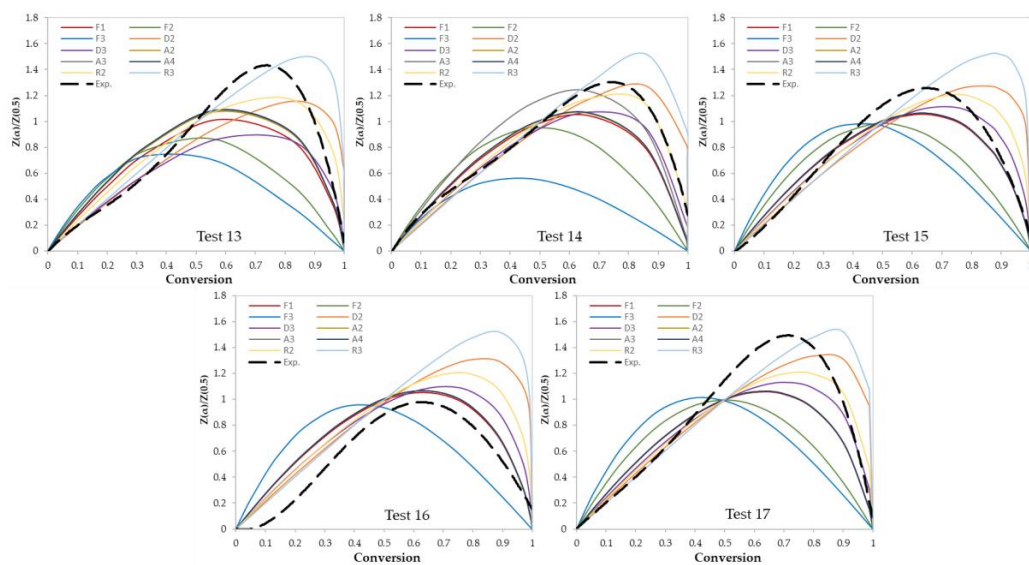 Z(α)/Z(0.5)
1.8
1.6
1.4
1.2
1
0.8
0.6
0.4
0.2
0
F1 F2
F3 D2
D3 A2
A3 A4
R2 R3
Exp.
Test 13
0 0.1 0.2 0.3 0.4 0.5 0.6 0.7 0.8 0.9 1
Conversion
Z(α)/Z(0.5)
1.8
1.6
1.4
1.2
1
0.8
0.6
0.4
0.2
0
F1 F2
F3 D2
D3 A2
A3 A4
R2 R3
Exp.
Test 14
0 0.1 0.2 0.3 0.4 0.5 0.6 0.7 0.8 0.9 1
Conversion
Z(α)/Z(0.5)
1.8
1.6
1.4
1.2
1
0.8
0.6
0.4
0.2
0
F1 F2
F3 D2
D3 A2
A3 A4
R2 R3
Exp.
Test 15
0 0.1 0.2 0.3 0.4 0.5 0.6 0.7 0.8 0.9 1
Conversion
Z(α)/Z(0.5)
1.8
1.6
1.4
1.2
1
0.8
0.6
0.4
0.2
0
F1 F2
F3 D2
D3 A2
A3 A4
R2 R3
Exp.
Test 16
0 0.1 0.2 0.3 0.4 0.5 0.6 0.7 0.8 0.9 1
Conversion
Z(α)/Z(0.5)
1.8
1.6
1.4
1.2
1
0.8
0.6
0.4
0.2
0
F1 F2
F3 D2
D3 A2
A3 A4
R2 R3
Exp.
Test 17
0 0.1 0.2 0.3 0.4 0.5 0.6 0.7 0.8 0.9 1
Conversion